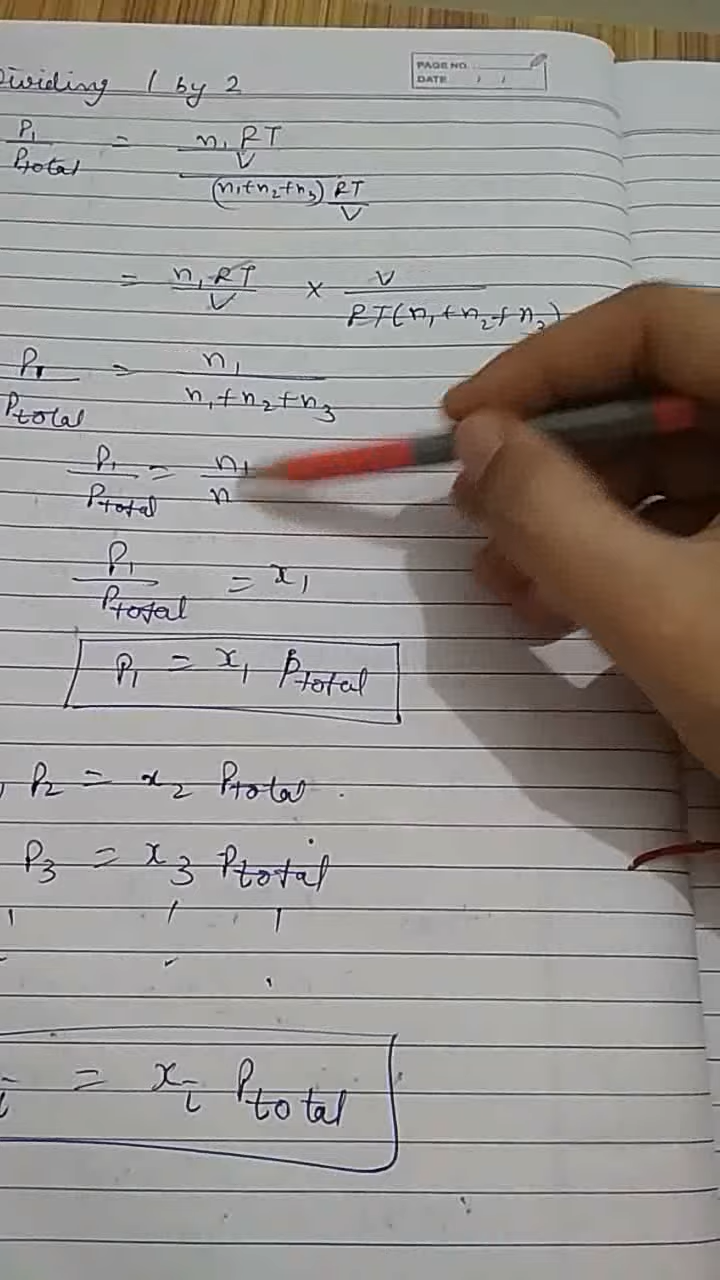 Dividing 1 by 2
PAGE NO.
DATE / /
P₁/Ptotal = (n₁RT/V)/((n₁+n₂+n₃)RT/V)
= n₁RT/V × V/RT(n₁+n₂+n₃)
P₁/Ptotal = n₁/n₁+n₂+n₃
P₁/Ptotal = n₁/n
P₁/Ptotal = x₁
P₁ = x₁ Ptotal
, P₂ = x₂ Ptotal.
P₃ = x₃ Ptotal
i = xᵢ Ptotal